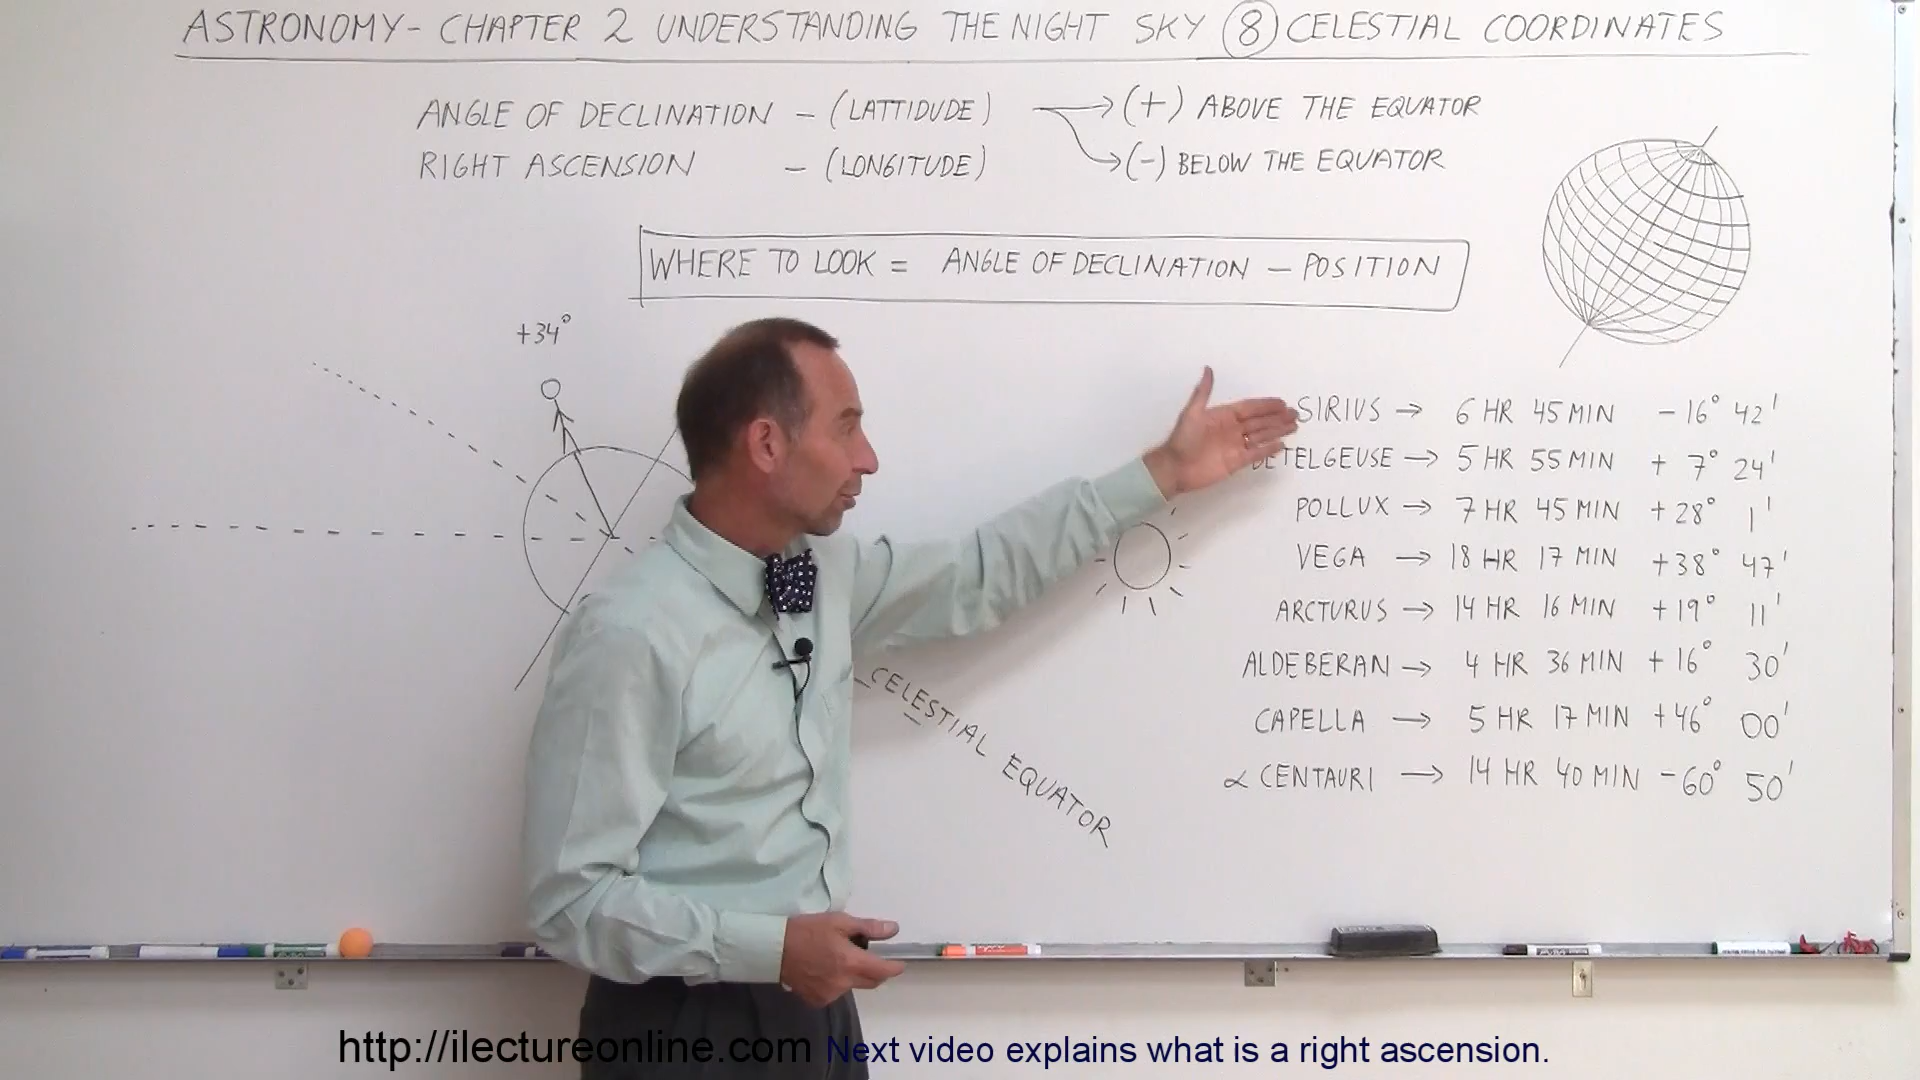 ASTRONOMY- CHAPTER 2 UNDERSTANDING THE NIGHT SKY 8 CELESTIAL COORDINATES
ANGLE OF DECLINATION - (LATTIDUDE) → (+) ABOVE THE EQUATOR
RIGHT ASCENSION - (LONGITUDE) → (-) BELOW THE EQUATOR
WHERE TO LOOK = ANGLE OF DECLINATION - POSITION
+34°
SIRIUS → 6 HR 45 MIN -16° 42'
ETELGEUSE → 5 HR 55 MIN + 7° 24'
POLLUX → 7 HR 45 MIN +28° 1'
VEGA → 18 HR 17 MIN +38° 47'
ARCTURUS → 14 HR 16 MIN +19° 11'
ALDEBERAN → 4 HR 36 MIN +16° 30'
CAPELLA → 5 HR 17 MIN +46° 00'
∝ CENTAURI → 14 HR 40 MIN -60° 50'
CELESTIAL EQUATOR
http://ilectureonline.com Next video explains what is a right ascension.